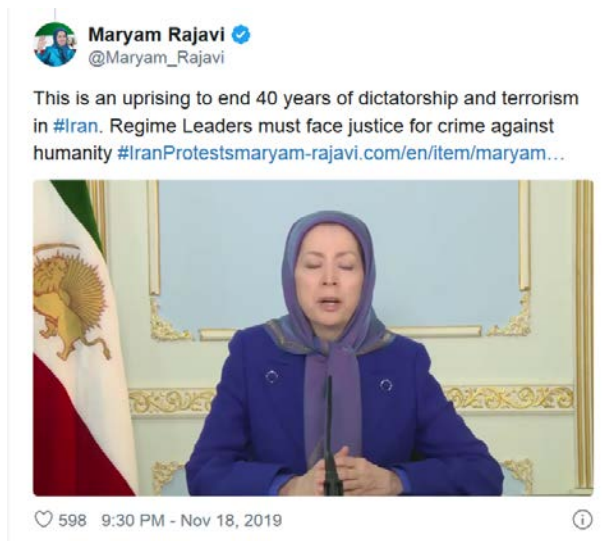 Maryam Rajavi
@Maryam_Rajavi
This is an uprising to end 40 years of dictatorship and terrorism
in #Iran. Regime Leaders must face justice for crime against
humanity #IranProtestsmaryam-rajavi.com/en/item/maryam…
598 9:30 PM - Nov 18, 2019